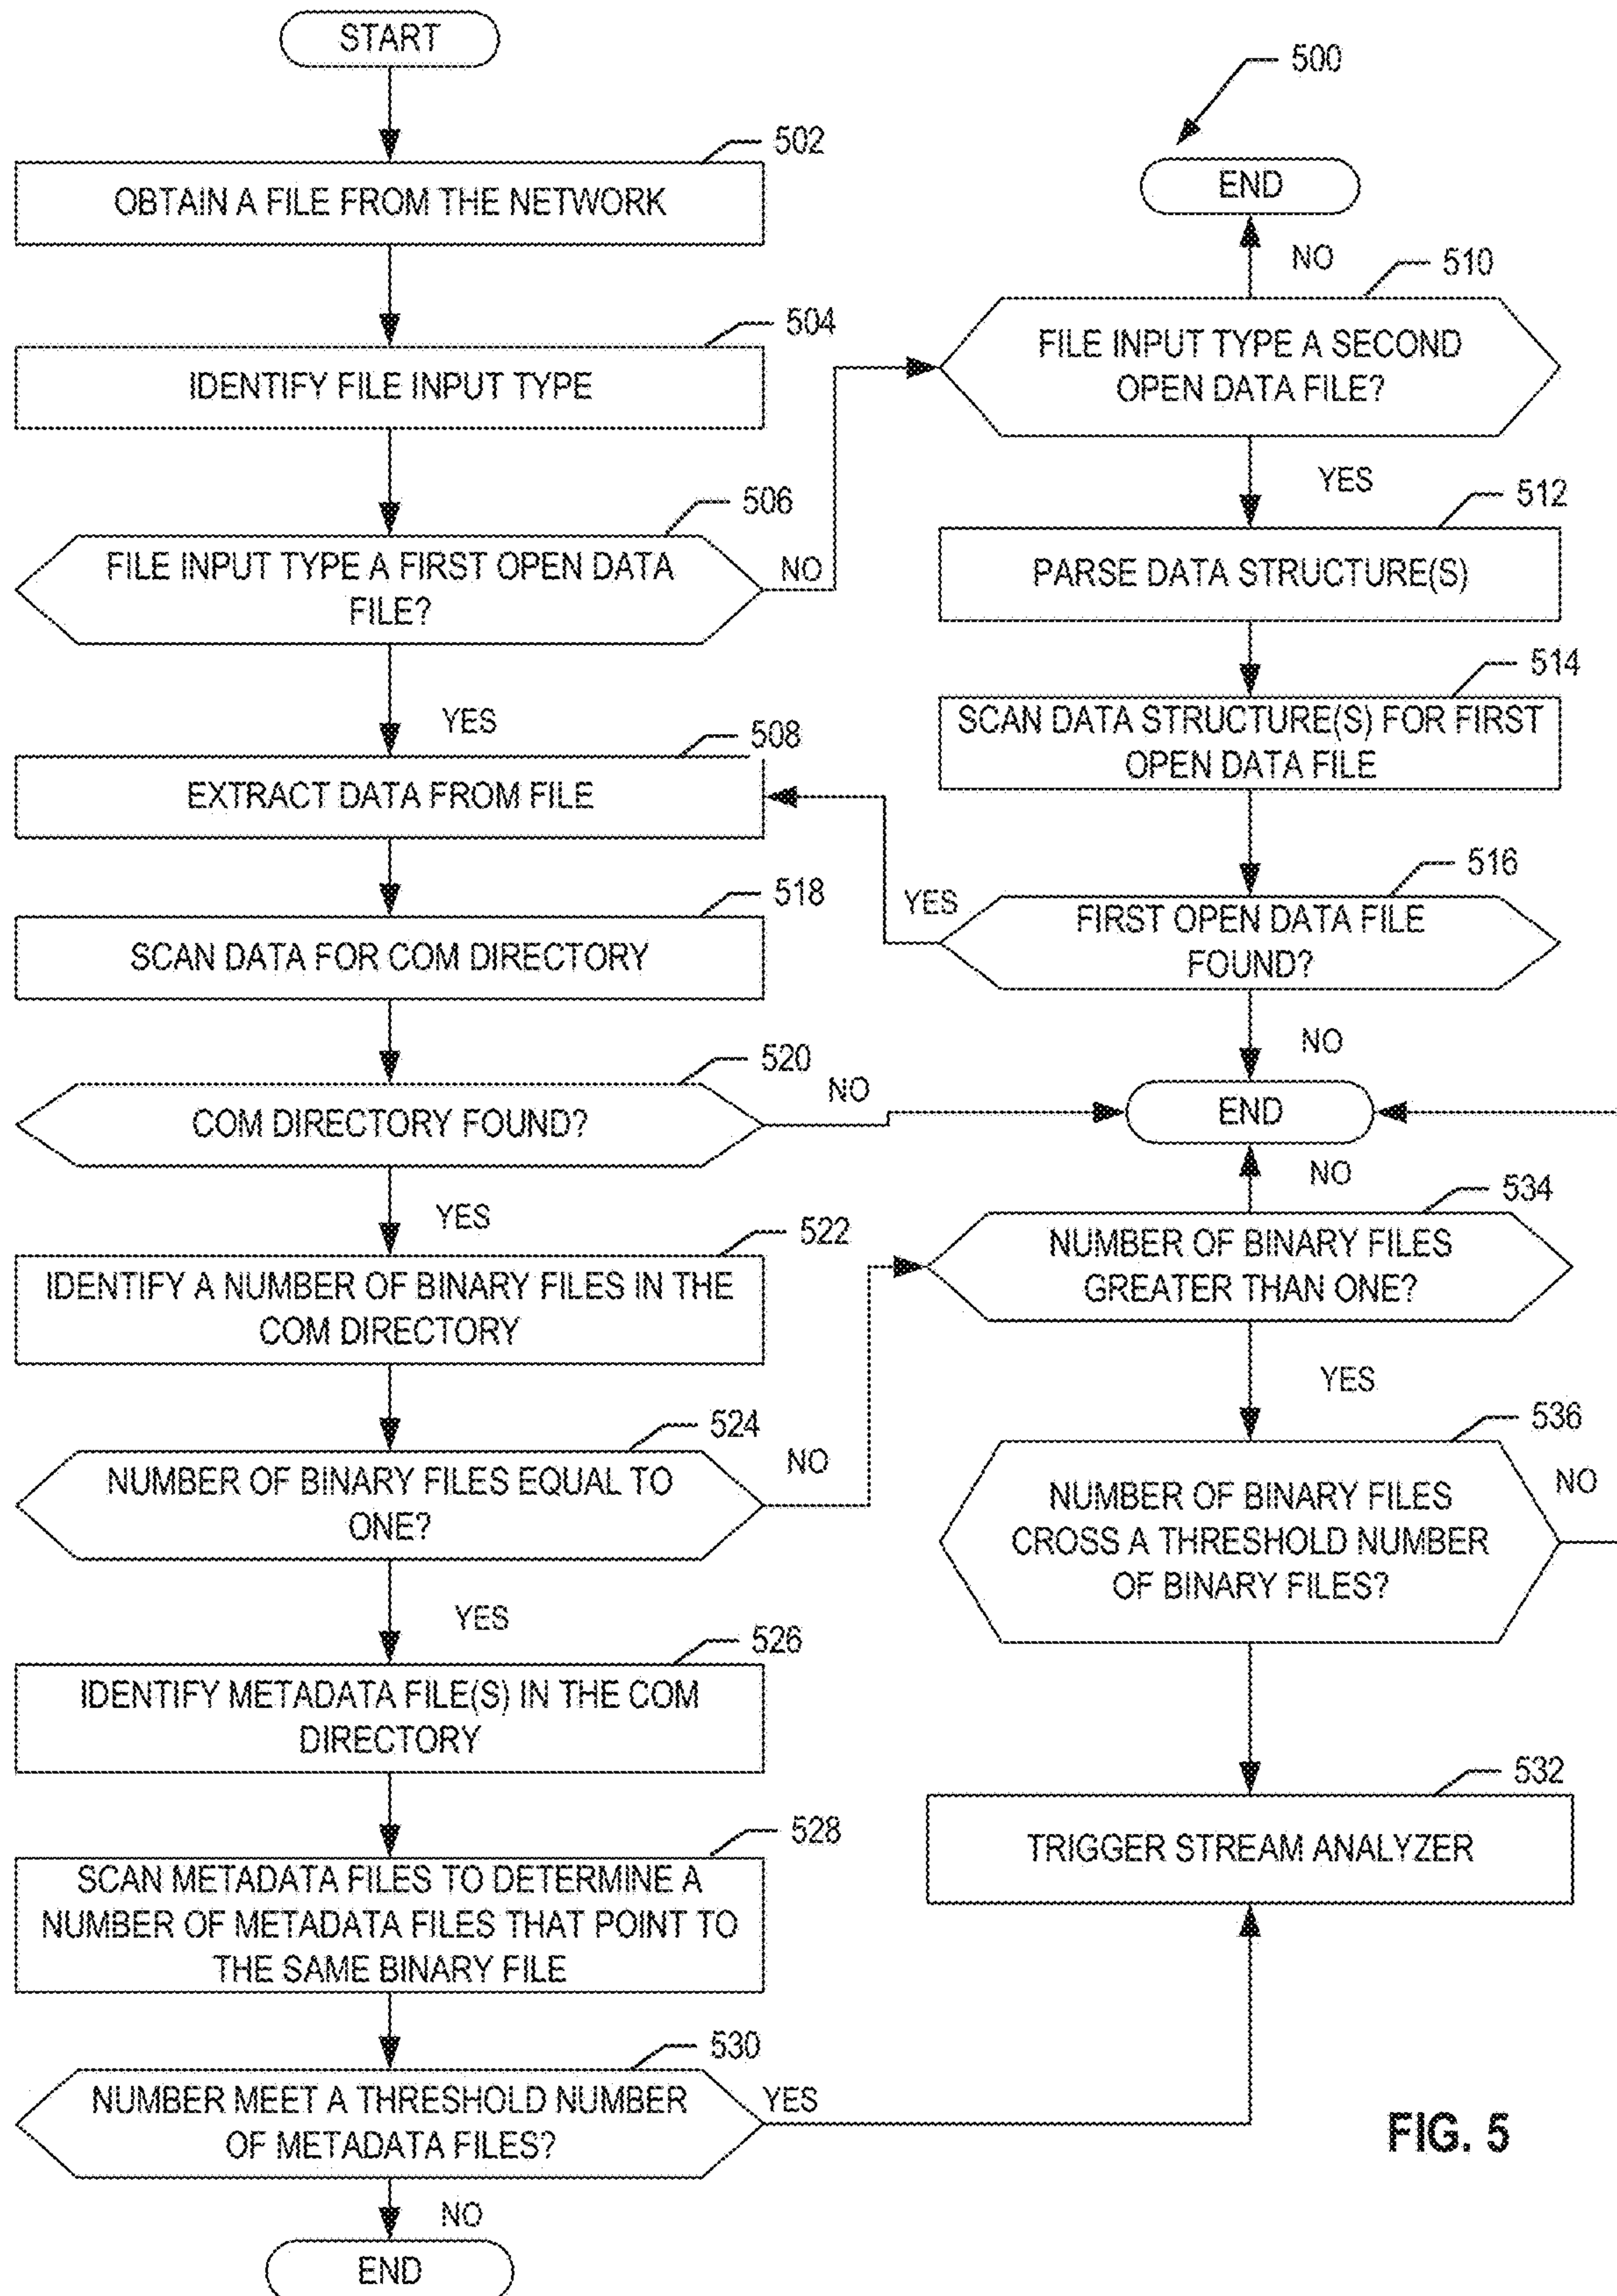 START
502
OBTAIN A FILE FROM THE NETWORK
504
IDENTIFY FILE INPUT TYPE
506
FILE INPUT TYPE A FIRST OPEN DATA
FILE?
NO
YES
508
EXTRACT DATA FROM FILE
518
SCAN DATA FOR COM DIRECTORY
520
COM DIRECTORY FOUND?
NO
YES
522
IDENTIFY A NUMBER OF BINARY FILES IN THE
COM DIRECTORY
524
NUMBER OF BINARY FILES EQUAL TO
ONE?
NO
YES
526
IDENTIFY METADATA FILE(S) IN THE COM
DIRECTORY
528
SCAN METADATA FILES TO DETERMINE A
NUMBER OF METADATA FILES THAT POINT TO
THE SAME BINARY FILE
530
NUMBER MEET A THRESHOLD NUMBER
OF METADATA FILES?
YES
NO
END
500
END
NO
510
FILE INPUT TYPE A SECOND
OPEN DATA FILE?
YES
512
PARSE DATA STRUCTURE(S)
514
SCAN DATA STRUCTURE(S) FOR FIRST
OPEN DATA FILE
516
YES
FIRST OPEN DATA FILE
FOUND?
NO
END
NO
534
NUMBER OF BINARY FILES
GREATER THAN ONE?
YES
536
NUMBER OF BINARY FILES
CROSS A THRESHOLD NUMBER
OF BINARY FILES?
NO
532
TRIGGER STREAM ANALYZER
FIG. 5